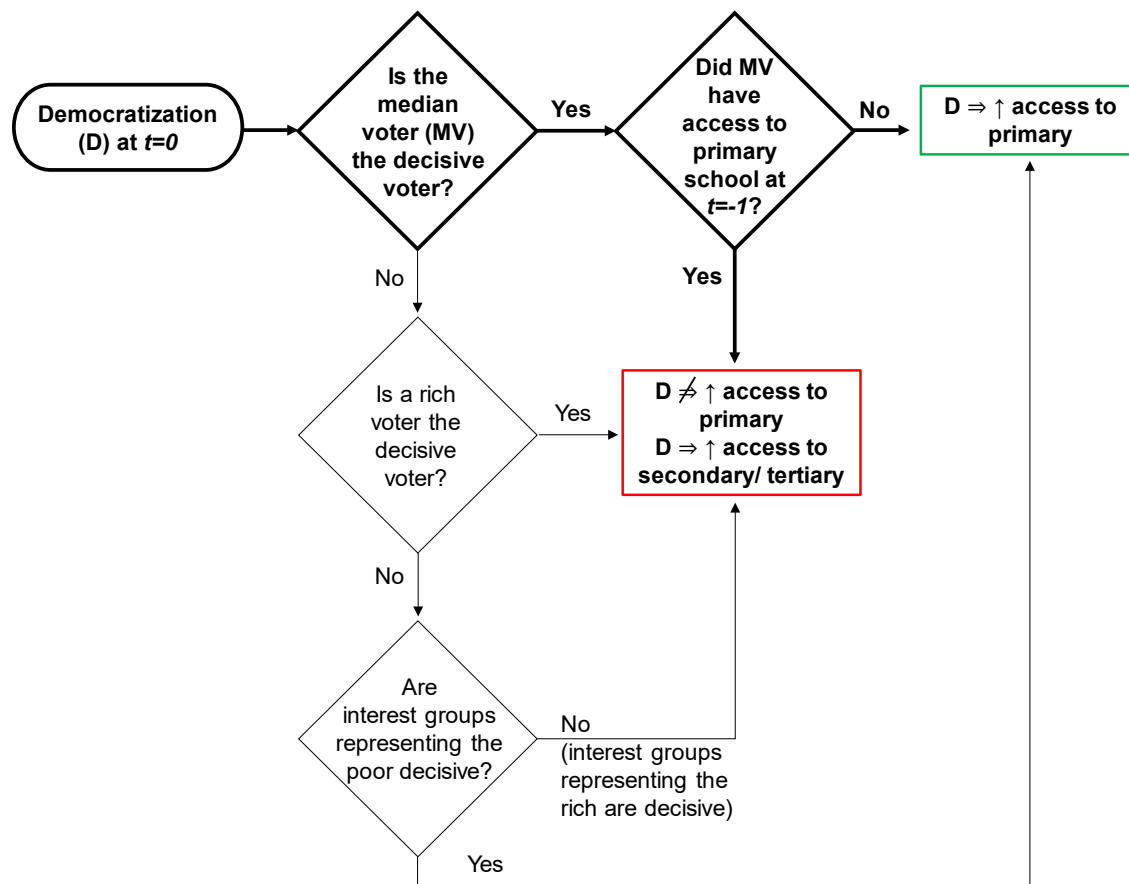 Democratization
(D) at t=0
Is the
median
voter (MV)
the decisive
voter?
Yes
Did MV
have
access to
primary
school at
t=-1?
No
D ⇒ ↑ access to
primary
No
Yes
Is a rich
voter the
decisive
voter?
Yes
D ⇏ ↑ access to
primary
D ⇒ ↑ access to
secondary/ tertiary
No
Are
interest groups
representing the
poor decisive?
No
(interest groups
representing the
rich are decisive)
Yes